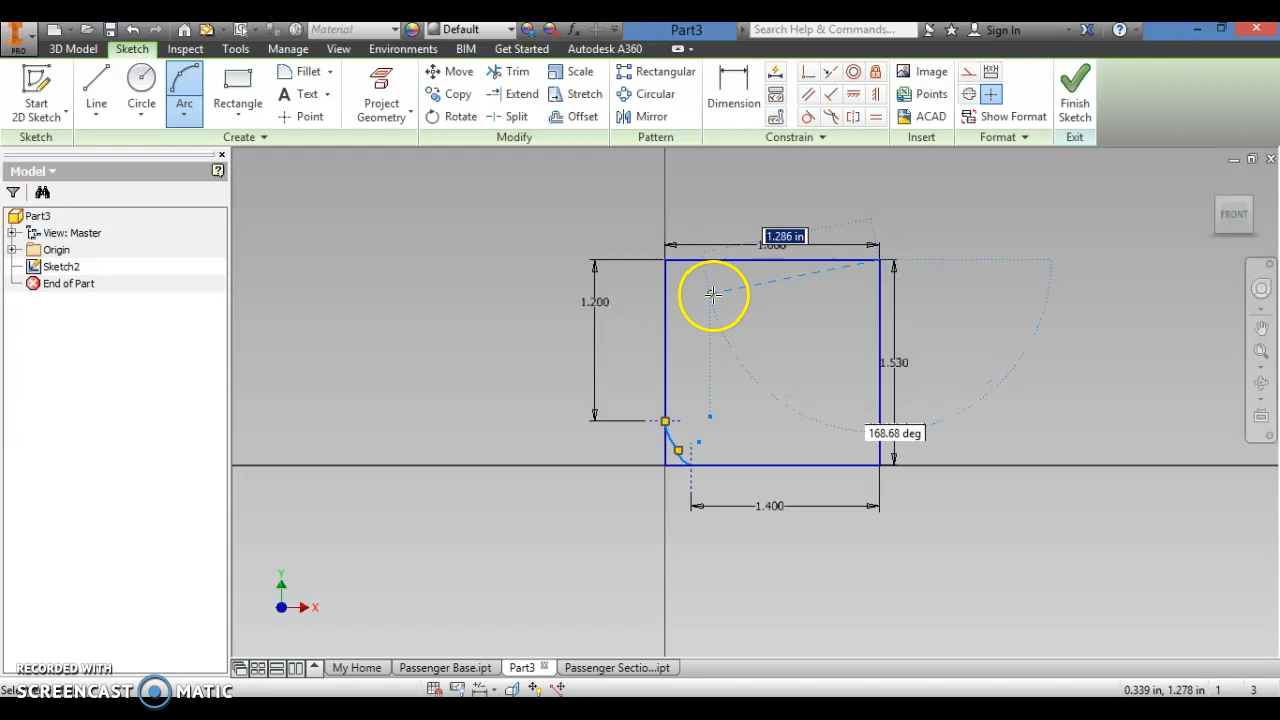 PRO
Material
Default
Part3
Search Help & Commands...
Sign In
3D Model Sketch Inspect Tools Manage View Environments BIM Get Started Autodesk A360
Start
2D Sketch
Line
Circle
Arc
Rectangle
Fillet
Text
Point
Project
Geometry
Move
Copy
Rotate
Trim
Extend
Split
Scale
Stretch
Offset
Rectangular
Circular
Mirror
Dimension
Image
Points
ACAD
Show Format
Finish
Sketch
Sketch Create Modify Pattern Constrain Insert Format Exit
Model
Part3
View: Master
Origin
Sketch2
End of Part
FRONT
1.286 in
1.200
1.530
168.68 deg
1.400
Y
X
My Home Passenger Base.ipt Part3 Passenger Sectio...ipt
RECORDED WITH
SCREENCAST MATIC
0.339 in, 1.278 in 1 3